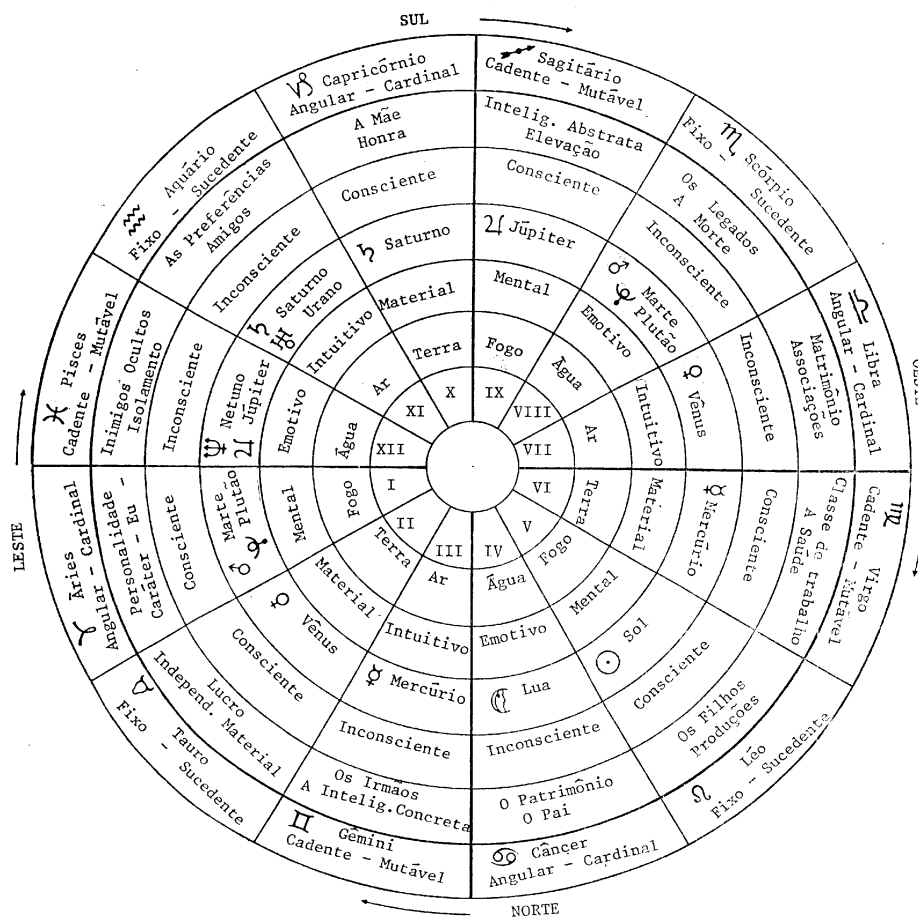 SUL
Capricórnio
Angular - Cardinal
A Mãe
Honra
Consciente
Saturno
Material
Terra
X
Sagitário
Cadente - Mutável
Intelig. Abstrata
Elevação
Consciente
Júpiter
Mental
Fogo
IX
Scórpio
Fixo - Sucedente
Os Legados
A Morte
Inconsciente
Marte
Plutão
Emotivo
Água
VIII
Libra
Angular - Cardinal
Matrimônio
Associações
Inconsciente
Vênus
Intuitivo
Ar
VII
Virgo
Cadente - Mutável
Classe de trabalho
A Saúde
Consciente
Mercúrio
Material
Terra
VI
Léo
Fixo - Sucedente
Os Filhos
Produções
Consciente
Sol
Mental
Fogo
V
IV
Água
Emotivo
Lua
Inconsciente
O Patrimônio
O Pai
Câncer
Angular - Cardinal
III
Ar
Intuitivo
Mercúrio
Inconsciente
Os Irmãos
A Intelig.Concreta
Gêmini
Cadente - Mutável
II
Terra
Material
Vênus
Consciente
Lucro
Independ. Material
Tauro
Fixo - Sucedente
Áries
Angular - Cardinal
Personalidade -
Caráter - Eu
Consciente
Marte
Plutão
Mental
Fogo
I
Pisces
Cadente - Mutável
Inimigos Ocultos
Isolamento
Inconsciente
Netuno
Júpiter
Emotivo
Água
XII
Aquário
Fixo - Sucedente
As Preferências
Amigos
Inconsciente
Saturno
Urano
Intuitivo
Ar
XI
LESTE
NORTE